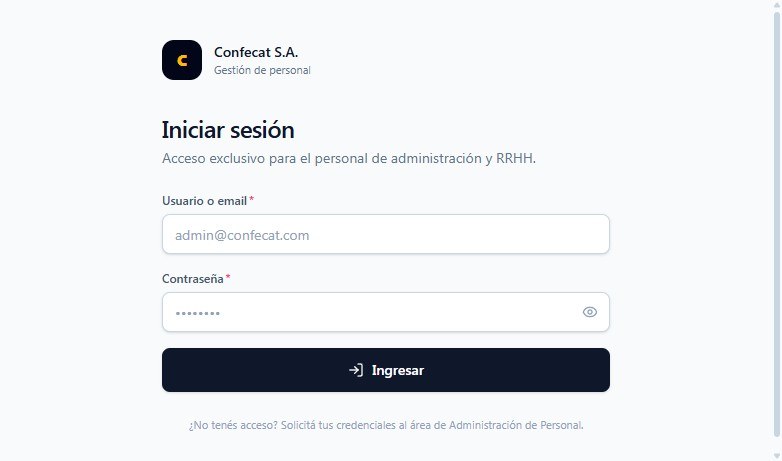 c
Confecat S.A.
Gestión de personal
Iniciar sesión
Acceso exclusivo para el personal de administración y RRHH.
Usuario o email *
admin@confecat.com
Contraseña *
••••••••
Ingresar
¿No tenés acceso? Solicitá tus credenciales al área de Administración de Personal.